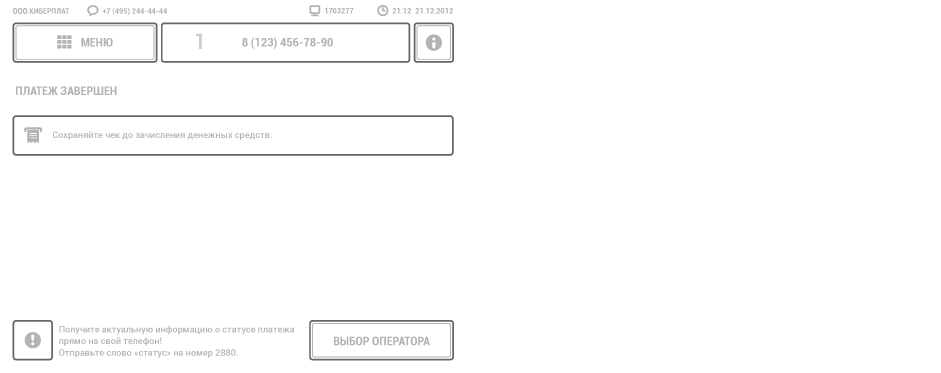 ООО КИБЕРПЛАТ +7 (495) 244-44-44 1703277 21:12 21.12.2012
МЕНЮ 1 8 (123) 456-78-90
ПЛАТЕЖ ЗАВЕРШЕН
Сохраняйте чек до зачисления денежных средств.
Получите актуальную информацию о статусе платежа
прямо на свой телефон!
Отправьте слово «статус» на номер 2880.
ВЫБОР ОПЕРАТОРА